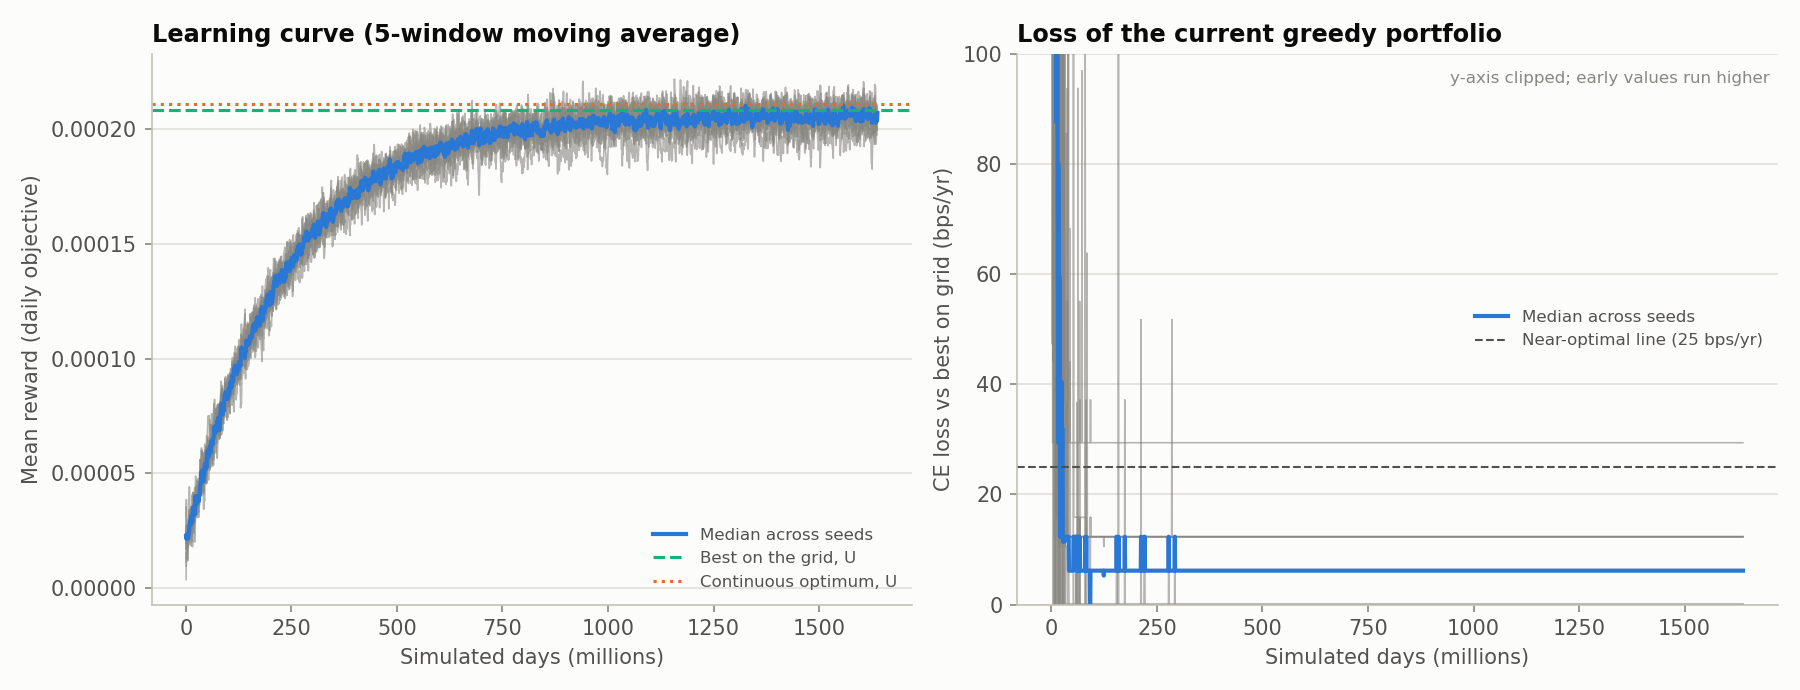 Learning curve (5-window moving average)
Mean reward (daily objective)
0.00020
0.00015
0.00010
0.00005
0.00000
Median across seeds
Best on the grid, U
Continuous optimum, U
0
250
500
750
1000
1250
1500
Simulated days (millions)
Loss of the current greedy portfolio
CE loss vs best on grid (bps/yr)
100
80
60
40
20
0
y-axis clipped; early values run higher
Median across seeds
Near-optimal line (25 bps/yr)
0
250
500
750
1000
1250
1500
Simulated days (millions)